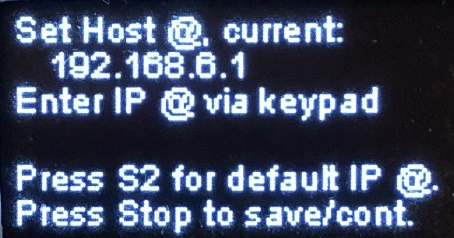 Set Host @, current:
192.168.6.1
Enter IP @ via keypad
Press S2 for default IP @.
Press Stop to save/cont.